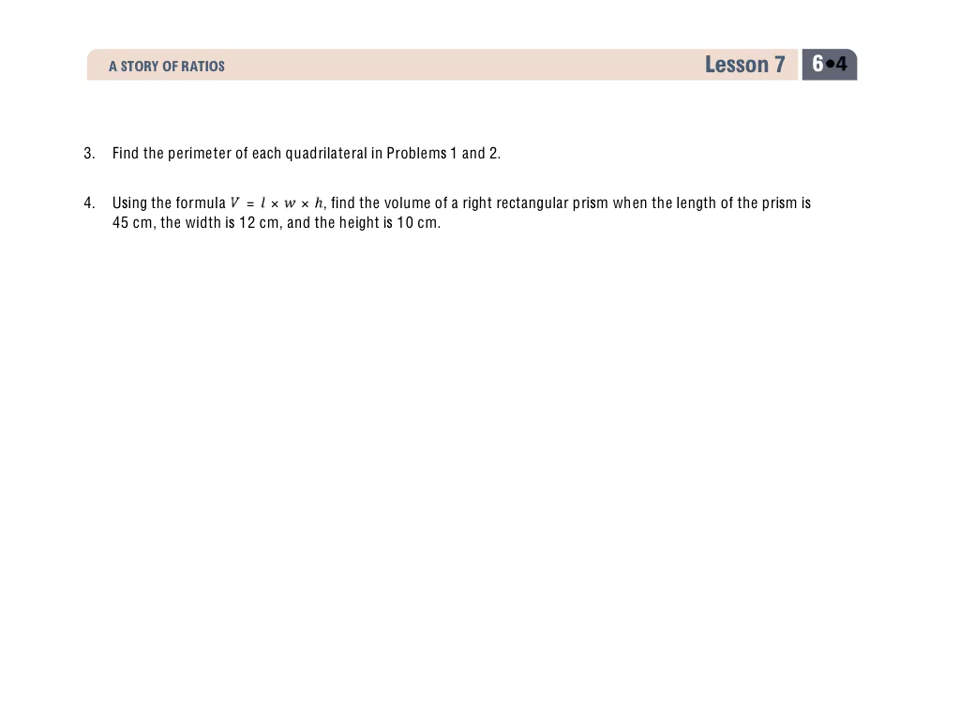 A STORY OF RATIOS
Lesson 7
6•4
3. Find the perimeter of each quadrilateral in Problems 1 and 2.
4. Using the formula V = l × w × h, find the volume of a right rectangular prism when the length of the prism is
45 cm, the width is 12 cm, and the height is 10 cm.